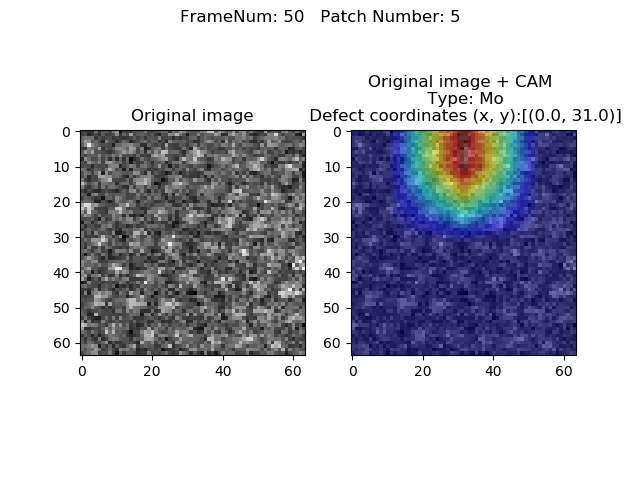 FrameNum: 50   Patch Number: 5
Original image
0
10
20
30
40
50
60
0 20 40 60
Original image + CAM
Type: Mo
Defect coordinates (x, y):[(0.0, 31.0)]
0
10
20
30
40
50
60
0 20 40 60